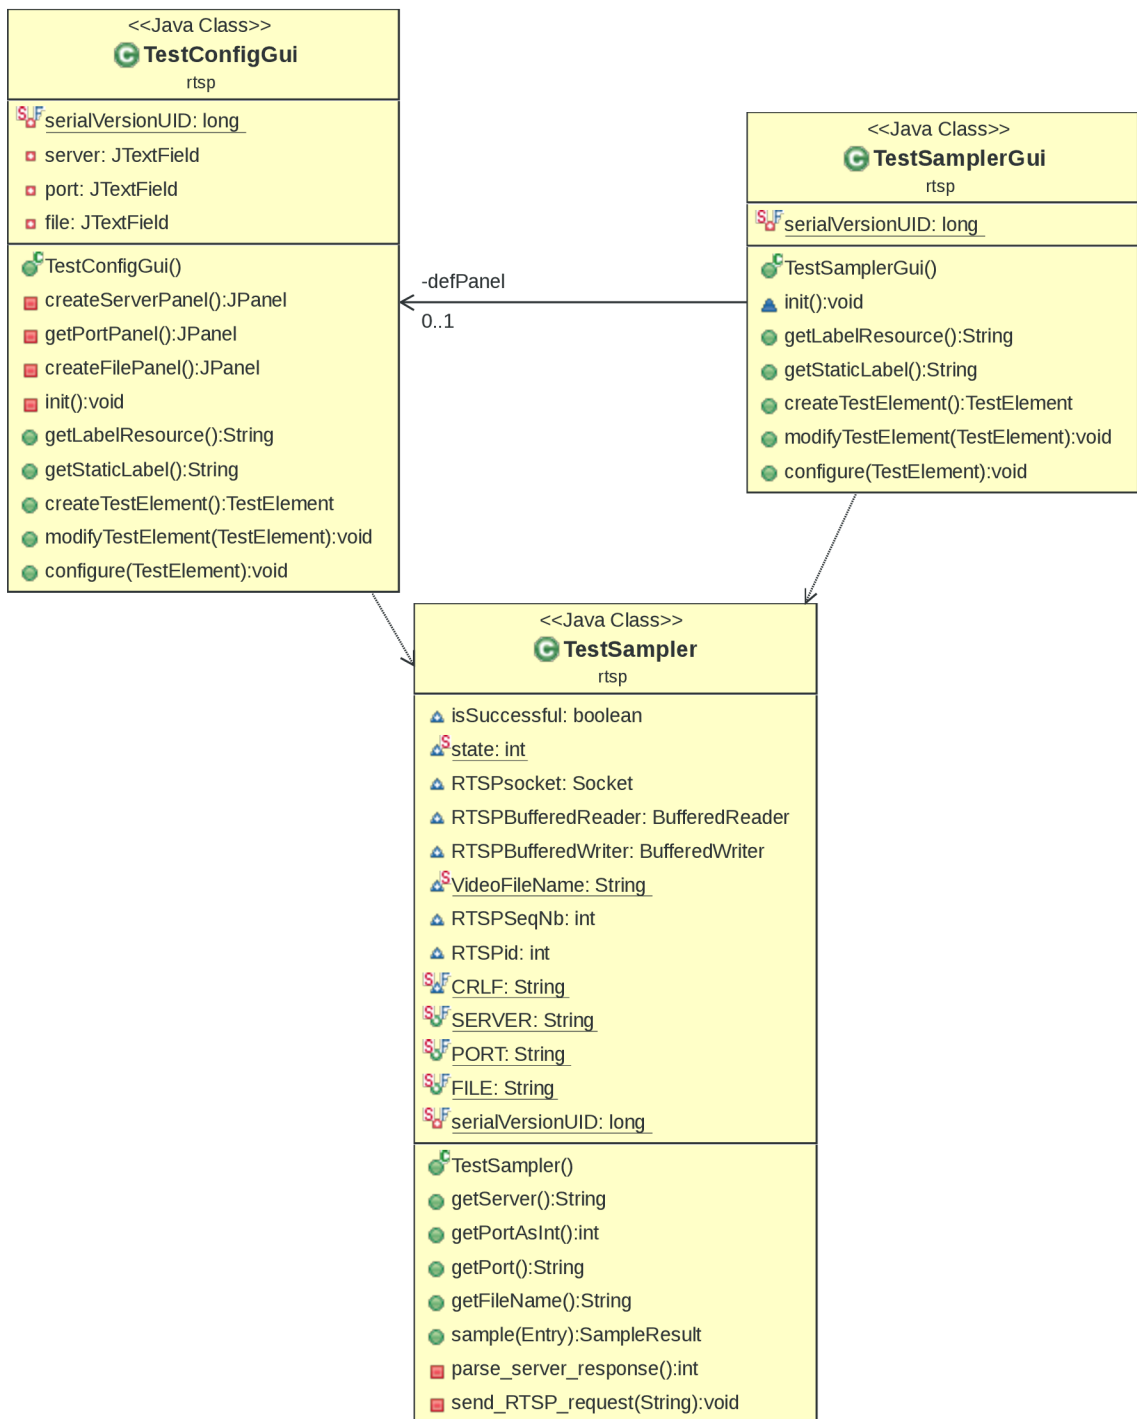 <<Java Class>>
TestConfigGui
rtsp
serialVersionUID: long
server: JTextField
port: JTextField
file: JTextField
TestConfigGui()
createServerPanel():JPanel
getPortPanel():JPanel
createFilePanel():JPanel
init():void
getLabelResource():String
getStaticLabel():String
createTestElement():TestElement
modifyTestElement(TestElement):void
configure(TestElement):void
-defPanel
0..1
<<Java Class>>
TestSamplerGui
rtsp
serialVersionUID: long
TestSamplerGui()
init():void
getLabelResource():String
getStaticLabel():String
createTestElement():TestElement
modifyTestElement(TestElement):void
configure(TestElement):void
<<Java Class>>
TestSampler
rtsp
isSuccessful: boolean
state: int
RTSPsocket: Socket
RTSPBufferedReader: BufferedReader
RTSPBufferedWriter: BufferedWriter
VideoFileName: String
RTSPSeqNb: int
RTSPid: int
CRLF: String
SERVER: String
PORT: String
FILE: String
serialVersionUID: long
TestSampler()
getServer():String
getPortAsInt():int
getPort():String
getFileName():String
sample(Entry):SampleResult
parse_server_response():int
send_RTSP_request(String):void